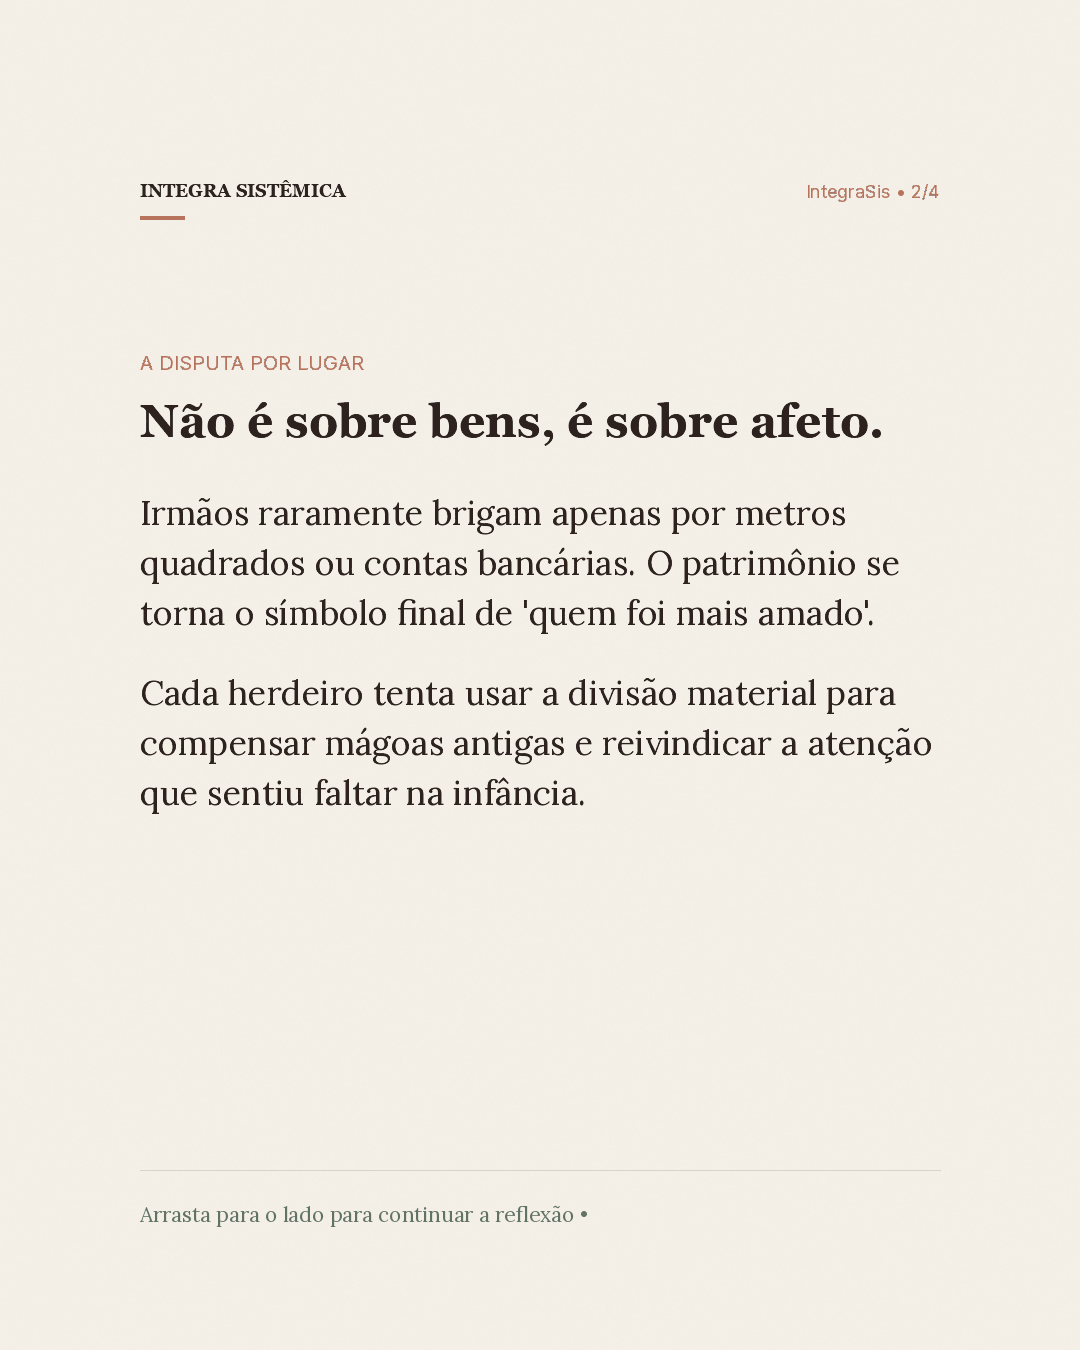 INTEGRA SISTÊMICA
IntegraSis • 2/4
A DISPUTA POR LUGAR
Não é sobre bens, é sobre afeto.
Irmãos raramente brigam apenas por metros
quadrados ou contas bancárias. O patrimônio se
torna o símbolo final de 'quem foi mais amado'.
Cada herdeiro tenta usar a divisão material para
compensar mágoas antigas e reivindicar a atenção
que sentiu faltar na infância.
Arrasta para o lado para continuar a reflexão •